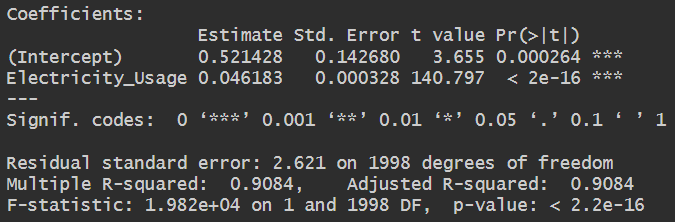 Coefficients:
                   Estimate Std. Error t value Pr(>|t|)
(Intercept)       0.521428   0.142680   3.655 0.000264 ***
Electricity_Usage 0.046183   0.000328 140.797  < 2e-16 ***
---
Signif. codes:  0 ‘***’ 0.001 ‘**’ 0.01 ‘*’ 0.05 ‘.’ 0.1 ‘ ’ 1
Residual standard error: 2.621 on 1998 degrees of freedom
Multiple R-squared:  0.9084,    Adjusted R-squared:  0.9084
F-statistic: 1.982e+04 on 1 and 1998 DF,  p-value: < 2.2e-16